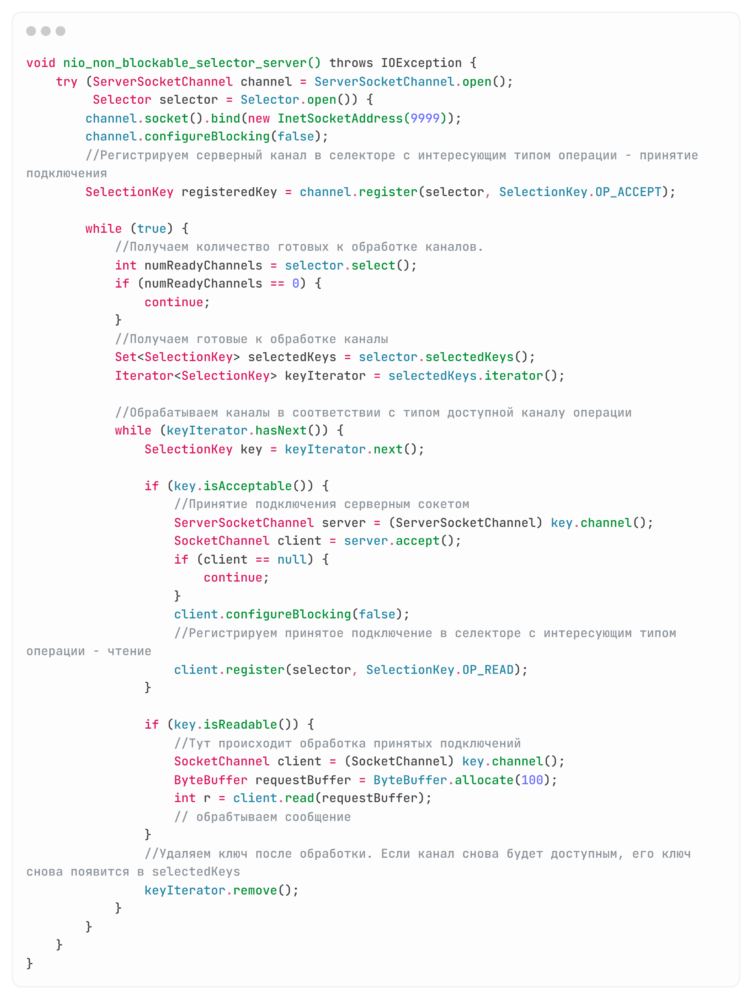 void nio_non_blockable_selector_server() throws IOException {
    try (ServerSocketChannel channel = ServerSocketChannel.open();
         Selector selector = Selector.open()) {
        channel.socket().bind(new InetSocketAddress(9999));
        channel.configureBlocking(false);
        //Регистрируем серверный канал в селекторе с интересующим типом операции - принятие
подключения
        SelectionKey registeredKey = channel.register(selector, SelectionKey.OP_ACCEPT);

        while (true) {
            //Получаем количество готовых к обработке каналов.
            int numReadyChannels = selector.select();
            if (numReadyChannels == 0) {
                continue;
            }
            //Получаем готовые к обработке каналы
            Set<SelectionKey> selectedKeys = selector.selectedKeys();
            Iterator<SelectionKey> keyIterator = selectedKeys.iterator();

            //Обрабатываем каналы в соответствии с типом доступной каналу операции
            while (keyIterator.hasNext()) {
                SelectionKey key = keyIterator.next();

                if (key.isAcceptable()) {
                    //Принятие подключения серверным сокетом
                    ServerSocketChannel server = (ServerSocketChannel) key.channel();
                    SocketChannel client = server.accept();
                    if (client == null) {
                        continue;
                    }
                    client.configureBlocking(false);
                    //Регистрируем принятое подключение в селекторе с интересующим типом
операции - чтение
                    client.register(selector, SelectionKey.OP_READ);
                }

                if (key.isReadable()) {
                    //Тут происходит обработка принятых подключений
                    SocketChannel client = (SocketChannel) key.channel();
                    ByteBuffer requestBuffer = ByteBuffer.allocate(100);
                    int r = client.read(requestBuffer);
                    // обрабтываем сообщение
                }
                //Удаляем ключ после обработки. Если канал снова будет доступным, его ключ
снова появится в selectedKeys
                keyIterator.remove();
            }
        }
    }
}